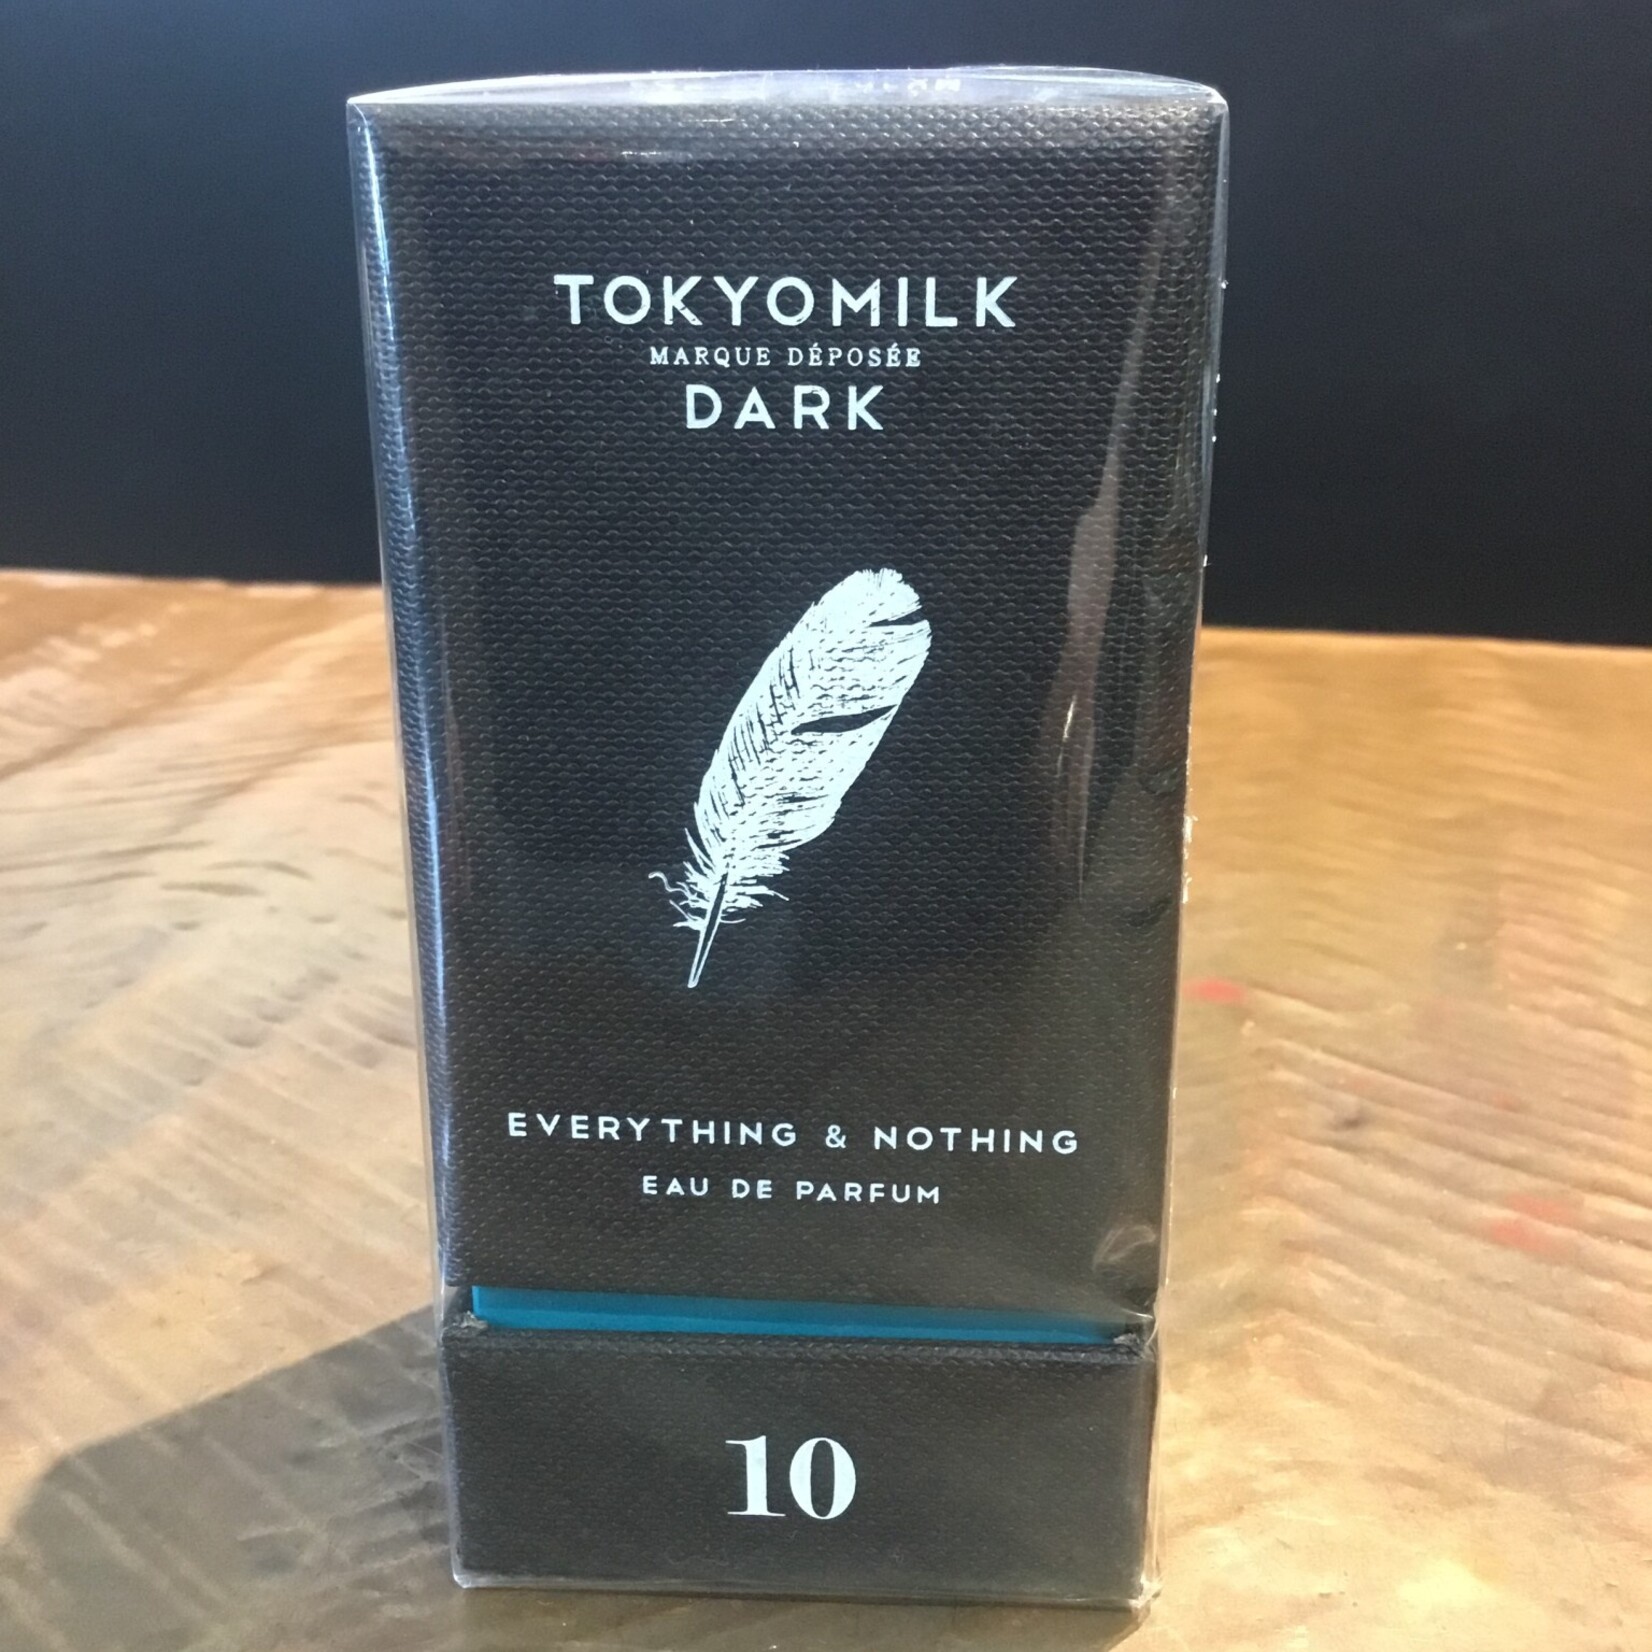 TOKYOMILK
MARQUE DÉPOSÉE
DARK
EVERYTHING & NOTHING
EAU DE PARFUM
10